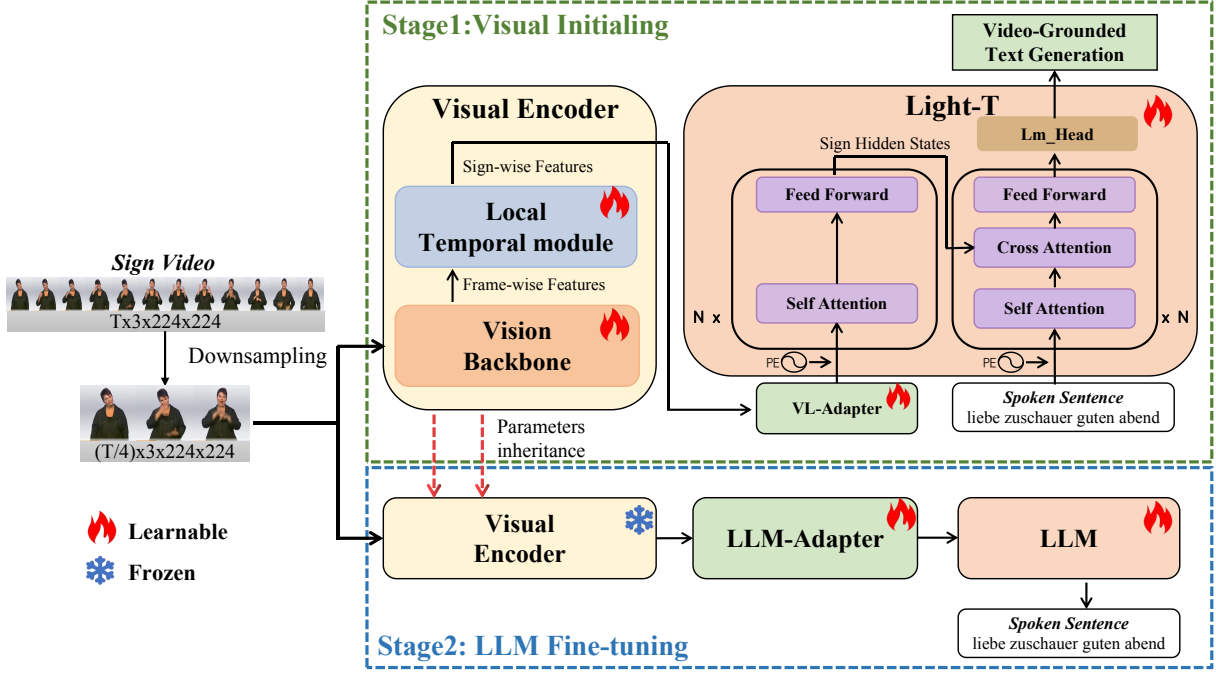 Stage1:Visual Initialing
Video-Grounded
Text Generation
Visual Encoder
Light-T
Lm_Head
Sign Hidden States
Sign-wise Features
Feed Forward
Feed Forward
Local
Temporal module
Cross Attention
Sign Video
Frame-wise Features
Self Attention
Self Attention
N x
x N
Tx3x224x224
Vision
Backbone
Downsampling
PE
PE
VL-Adapter
Spoken Sentence
liebe zuschauer guten abend
(T/4)x3x224x224
Parameters
inheritance
Learnable
Frozen
Visual
Encoder
LLM-Adapter
LLM
Spoken Sentence
liebe zuschauer guten abend
Stage2: LLM Fine-tuning